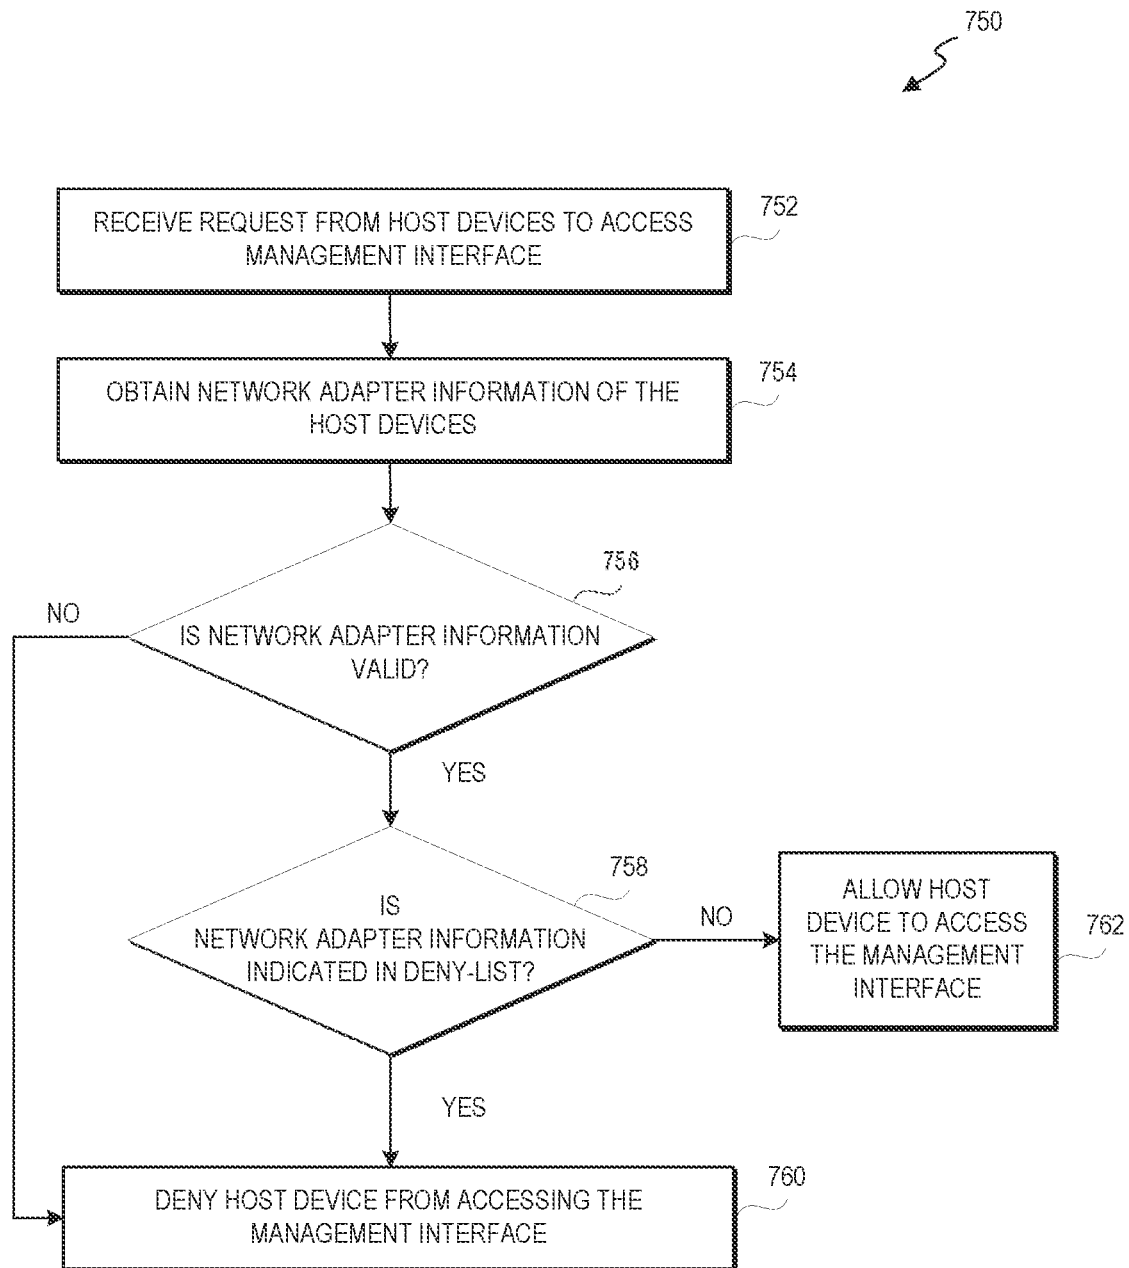 750
RECEIVE REQUEST FROM HOST DEVICES TO ACCESS
MANAGEMENT INTERFACE
752
OBTAIN NETWORK ADAPTER INFORMATION OF THE
HOST DEVICES
754
756
NO
IS NETWORK ADAPTER INFORMATION
VALID?
YES
758
IS
NETWORK ADAPTER INFORMATION
INDICATED IN DENY-LIST?
NO
ALLOW HOST
DEVICE TO ACCESS
THE MANAGEMENT
INTERFACE
762
YES
760
DENY HOST DEVICE FROM ACCESSING THE
MANAGEMENT INTERFACE